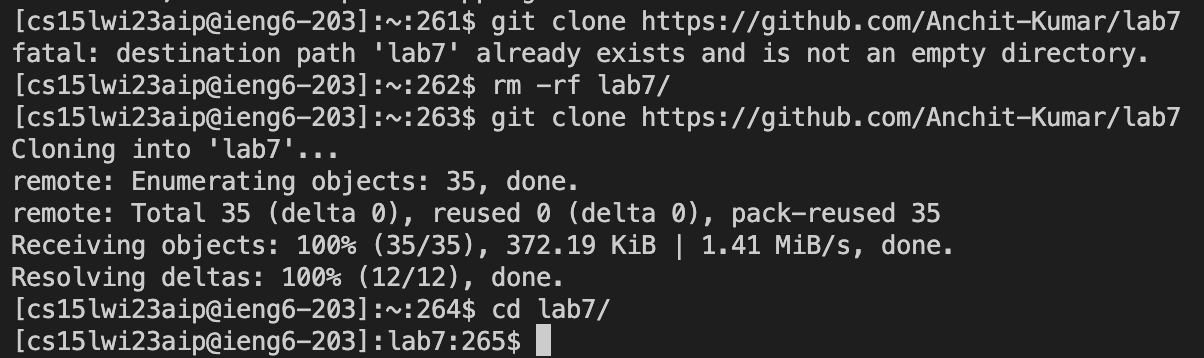 [cs15lwi23aip@ieng6-203]:~:261$ git clone https://github.com/Anchit-Kumar/lab7
fatal: destination path 'lab7' already exists and is not an empty directory.
[cs15lwi23aip@ieng6-203]:~:262$ rm -rf lab7/
[cs15lwi23aip@ieng6-203]:~:263$ git clone https://github.com/Anchit-Kumar/lab7
Cloning into 'lab7'...
remote: Enumerating objects: 35, done.
remote: Total 35 (delta 0), reused 0 (delta 0), pack-reused 35
Receiving objects: 100% (35/35), 372.19 KiB | 1.41 MiB/s, done.
Resolving deltas: 100% (12/12), done.
[cs15lwi23aip@ieng6-203]:~:264$ cd lab7/
[cs15lwi23aip@ieng6-203]:lab7:265$